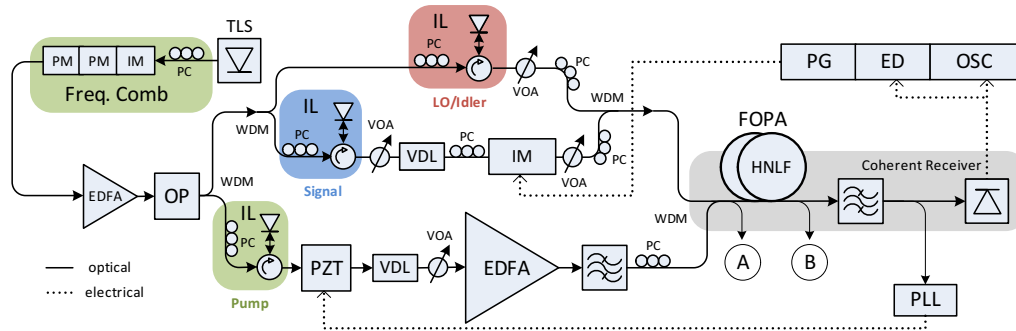 TLS
PM PM IM
PC
Freq. Comb
IL
PC
LO/Idler
VOA
PC
WDM
PG ED OSC
WDM
IL
PC
Signal
VOA
VDL
PC
IM
VOA
PC
FOPA
HNLF
Coherent Receiver
EDFA
OP
WDM
IL
PC
Pump
PZT
VDL
VOA
EDFA
PC
WDM
A
B
PLL
optical
electrical